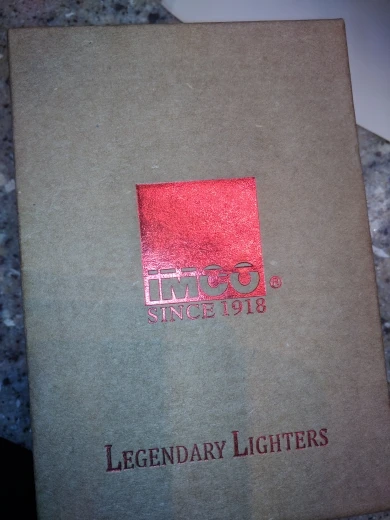 iMCO ®
SINCE 1918
LEGENDARY LIGHTERS